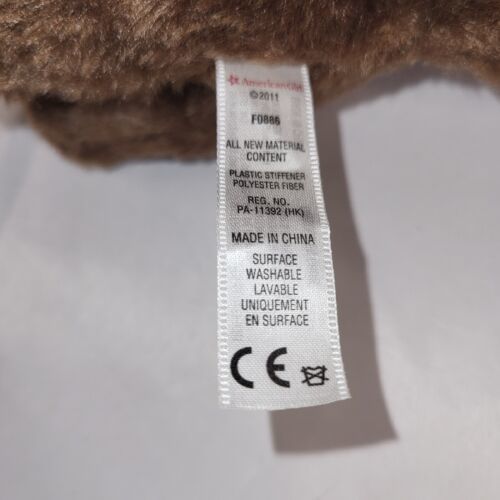 American Girl
©2011
F0886
ALL NEW MATERIAL
CONTENT
PLASTIC STIFFENER
POLYESTER FIBER
REG. NO.
PA-11392 (HK)
MADE IN CHINA
SURFACE
WASHABLE
LAVABLE
UNIQUEMENT
EN SURFACE
CE